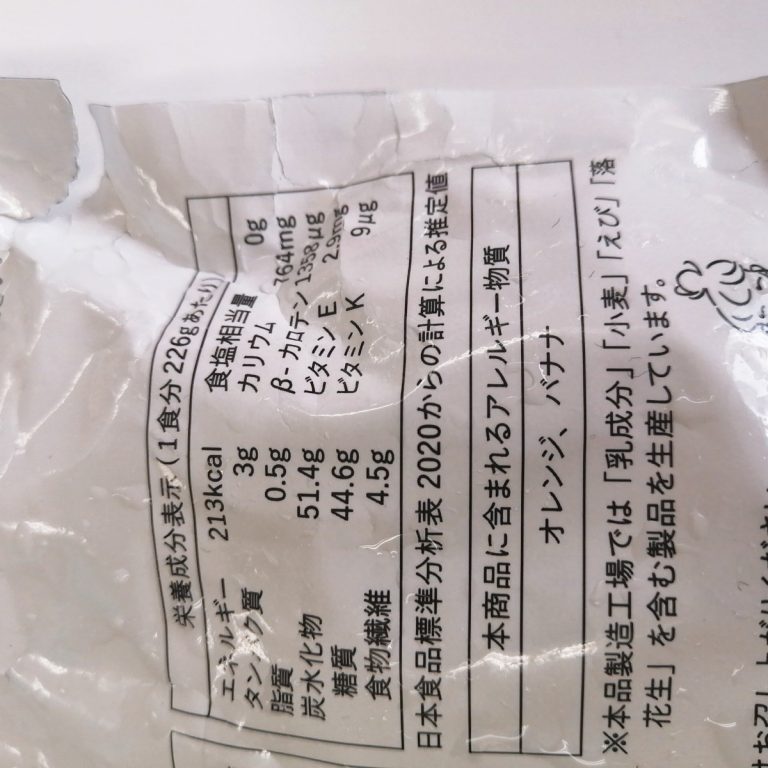 栄養成分表示（1食分226gあたり）
エネルギー 213kcal 食塩相当量 0g
タンパク質 3g カリウム 764mg
脂質 0.5g β-カロテン 1358μg
炭水化物 51.4g ビタミンE 2.9mg
糖質 44.6g ビタミンK 9μg
食物繊維 4.5g
日本食品標準分析表2020からの計算による推定値
本商品に含まれるアレルギー物質
オレンジ、バナナ
※本品製造工場では「乳成分」「小麦」「えび」「落
花生」を含む製品を生産しています。